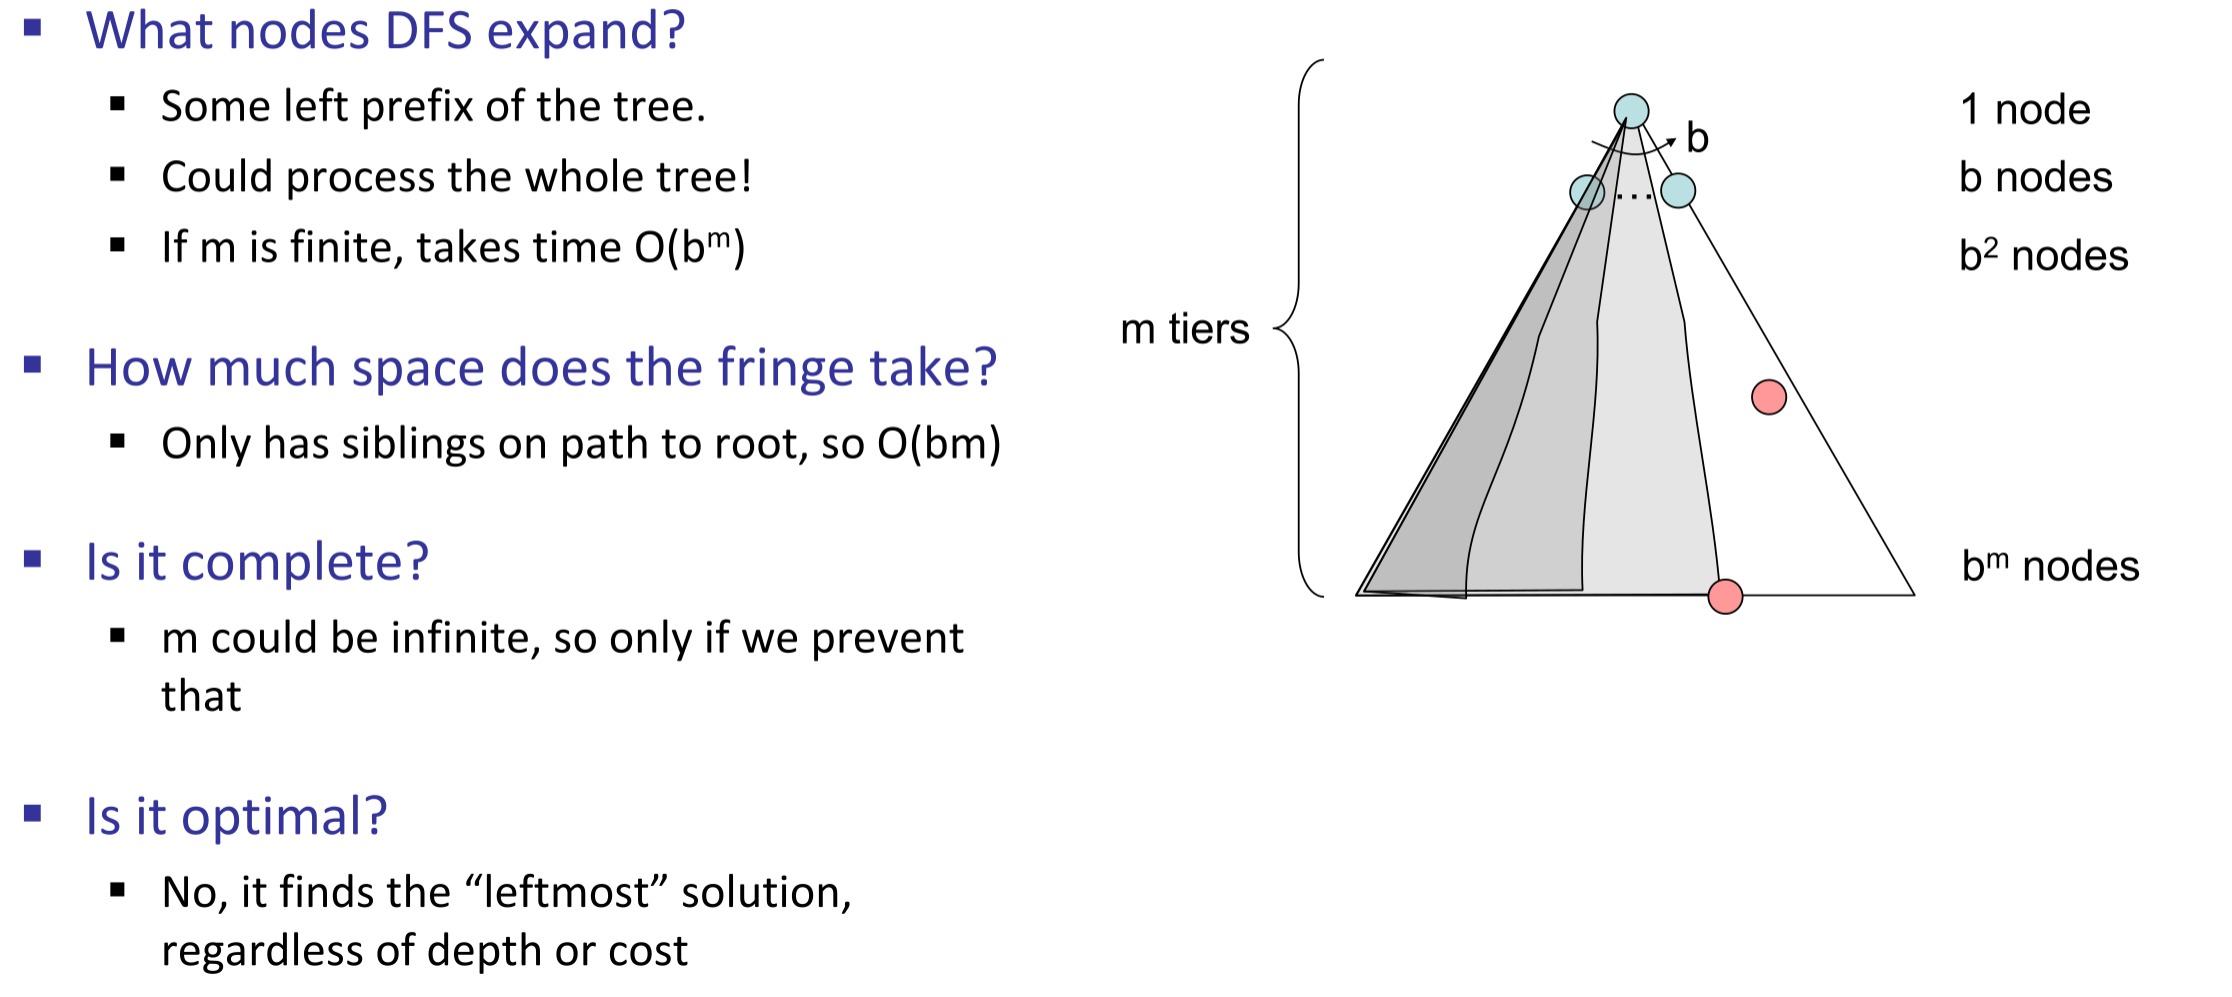 ▪ What nodes DFS expand?
▪ Some left prefix of the tree.
▪ Could process the whole tree!
▪ If m is finite, takes time O(bᵐ)
▪ How much space does the fringe take?
▪ Only has siblings on path to root, so O(bm)
▪ Is it complete?
▪ m could be infinite, so only if we prevent
that
▪ Is it optimal?
▪ No, it finds the “leftmost” solution,
regardless of depth or cost
m tiers
b
...
1 node
b nodes
b² nodes
bᵐ nodes